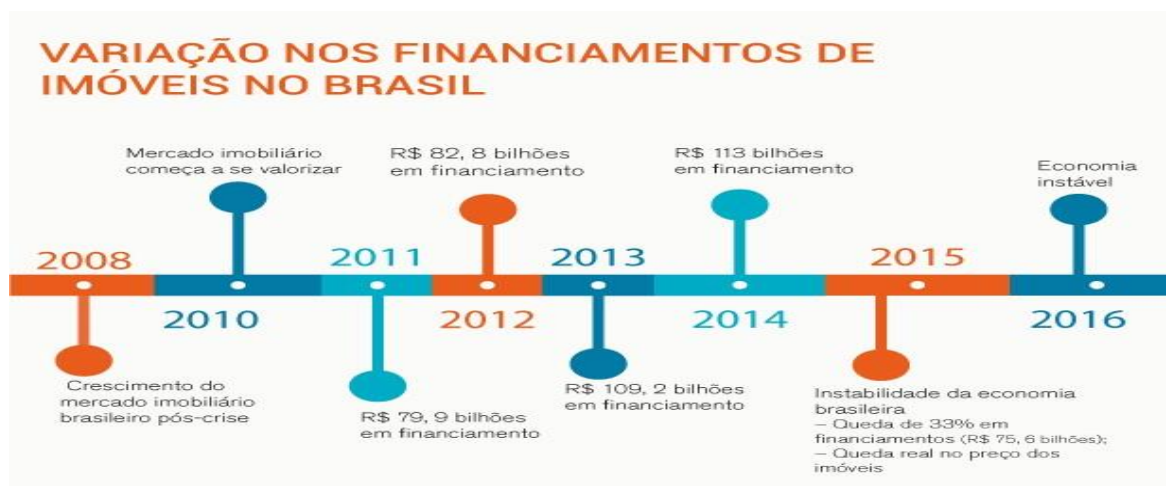 VARIAÇÃO NOS FINANCIAMENTOS DE
IMÓVEIS NO BRASIL
2008
Crescimento do
mercado imobiliário
brasileiro pós-crise
Mercado imobiliário
começa a se valorizar
2010
2011
R$ 79, 9 bilhões
em financiamento
R$ 82, 8 bilhões
em financiamento
2012
2013
R$ 109, 2 bilhões
em financiamento
R$ 113 bilhões
em financiamento
2014
2015
Instabilidade da economia
brasileira
– Queda de 33% em
financiamentos (R$ 75, 6 bilhões);
– Queda real no preço dos
imóveis
Economia
instável
2016